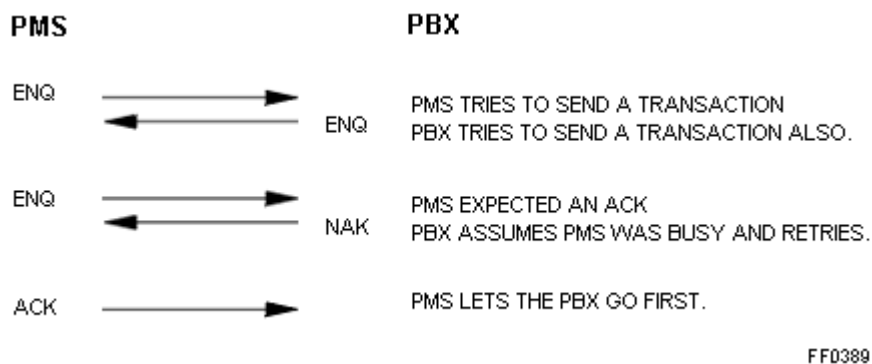 PMS PBX
ENQ
PMS TRIES TO SEND A TRANSACTION
ENQ PBX TRIES TO SEND A TRANSACTION ALSO.
ENQ
PMS EXPECTED AN ACK
NAK PBX ASSUMES PMS WAS BUSY AND RETRIES.
ACK PMS LETS THE PBX GO FIRST.
FF0389